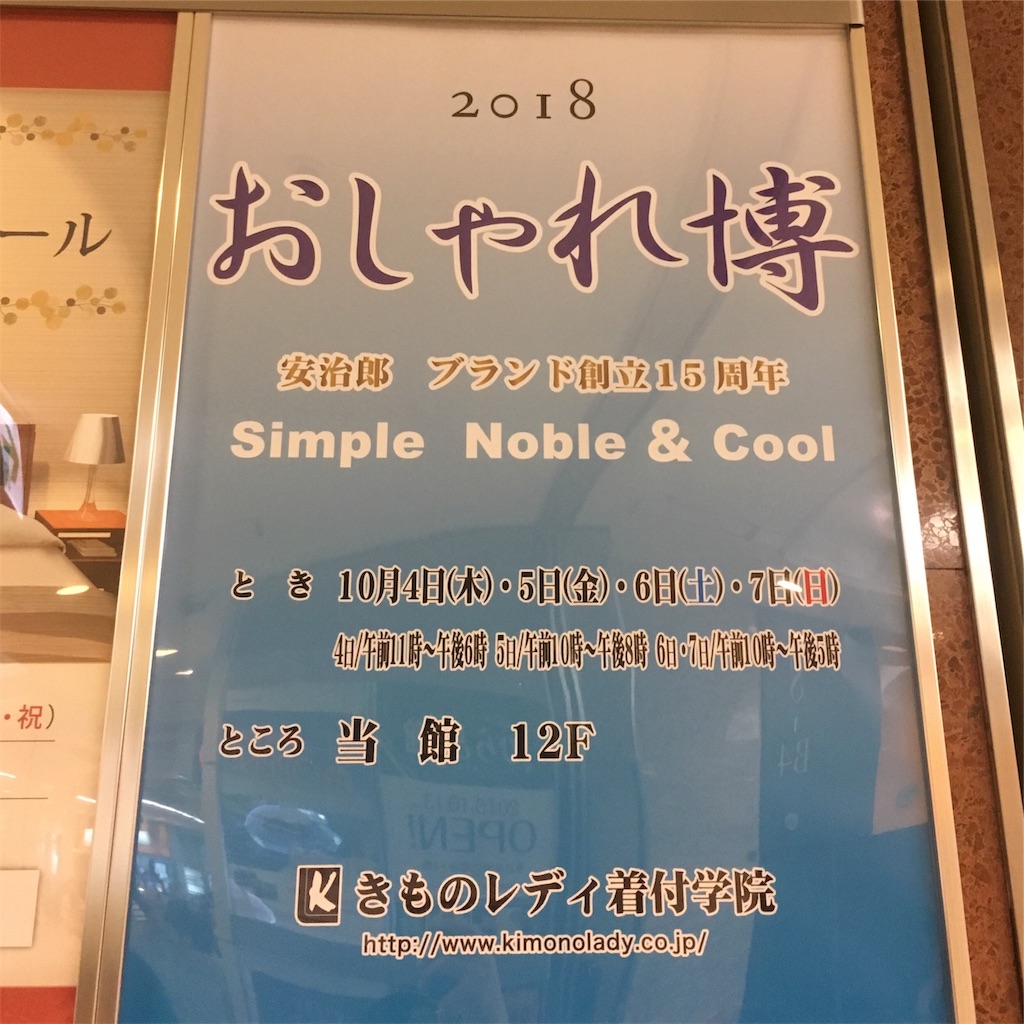 2018
おしゃれ博
安治郎　ブランド創立15周年
Simple Noble & Cool
とき 10月4日(木)・5日(金)・6日(土)・7日(日)
4日/午前11時〜午後6時 5日/午前10時〜午後8時 6日・7日/午前10時〜午後5時
ところ 当館 12F
K きものレディ着付学院
http://www.kimonolady.co.jp/
ール
・祝)
OPEN!